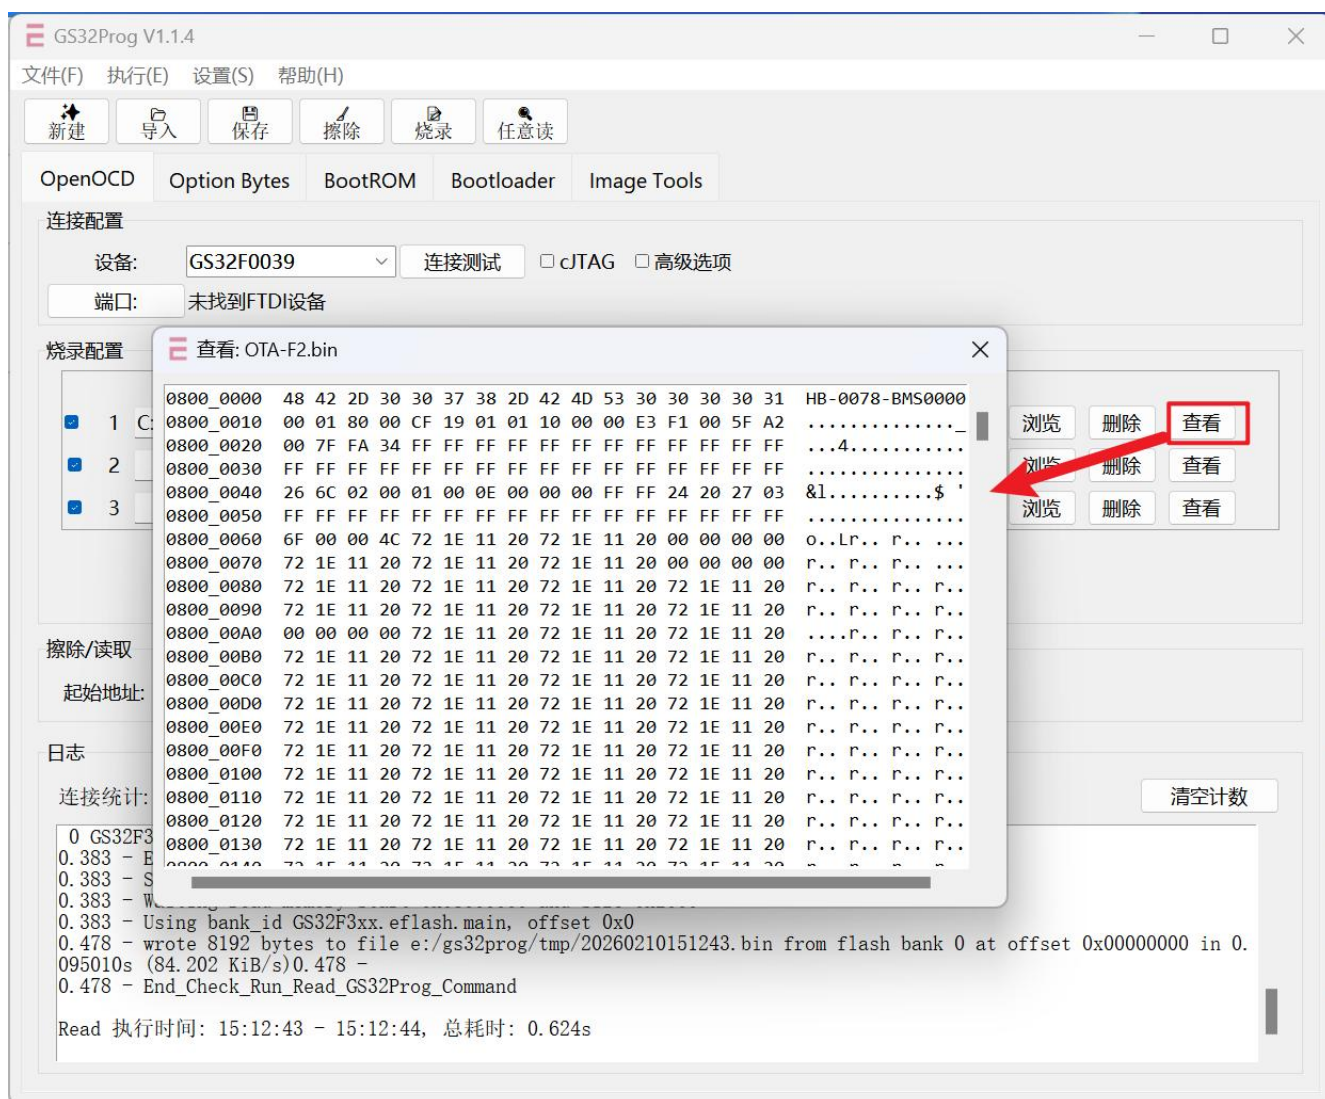 GS32Prog V1.1.4
文件(F) 执行(E) 设置(S) 帮助(H)
新建 导入 保存 擦除 烧录 任意读
OpenOCD Option Bytes BootROM Bootloader Image Tools
连接配置
设备: GS32F0039 连接测试 cJTAG 高级选项
端口: 未找到FTDI设备
烧录配置
查看: OTA-F2.bin
1 C: 浏览 删除 查看
2 浏览 删除 查看
3 浏览 删除 查看
0800_0000 48 42 2D 30 30 37 38 2D 42 4D 53 30 30 30 30 31 HB-0078-BMS0000
0800_0010 00 01 80 00 CF 19 01 01 10 00 00 E3 F1 00 5F A2 .............._
0800_0020 00 7F FA 34 FF FF FF FF FF FF FF FF FF FF FF FF ...4...........
0800_0030 FF FF FF FF FF FF FF FF FF FF FF FF FF FF FF FF ...............
0800_0040 26 6C 02 00 01 00 0E 00 00 00 FF FF 24 20 27 03 &l..........$ '
0800_0050 FF FF FF FF FF FF FF FF FF FF FF FF FF FF FF FF ...............
0800_0060 6F 00 00 4C 72 1E 11 20 72 1E 11 20 00 00 00 00 o..Lr.. r.. ...
0800_0070 72 1E 11 20 72 1E 11 20 72 1E 11 20 00 00 00 00 r.. r.. r.. ...
0800_0080 72 1E 11 20 72 1E 11 20 72 1E 11 20 72 1E 11 20 r.. r.. r.. r..
0800_0090 72 1E 11 20 72 1E 11 20 72 1E 11 20 72 1E 11 20 r.. r.. r.. r..
0800_00A0 00 00 00 00 72 1E 11 20 72 1E 11 20 72 1E 11 20 ....r.. r.. r..
0800_00B0 72 1E 11 20 72 1E 11 20 72 1E 11 20 72 1E 11 20 r.. r.. r.. r..
0800_00C0 72 1E 11 20 72 1E 11 20 72 1E 11 20 72 1E 11 20 r.. r.. r.. r..
0800_00D0 72 1E 11 20 72 1E 11 20 72 1E 11 20 72 1E 11 20 r.. r.. r.. r..
0800_00E0 72 1E 11 20 72 1E 11 20 72 1E 11 20 72 1E 11 20 r.. r.. r.. r..
0800_00F0 72 1E 11 20 72 1E 11 20 72 1E 11 20 72 1E 11 20 r.. r.. r.. r..
0800_0100 72 1E 11 20 72 1E 11 20 72 1E 11 20 72 1E 11 20 r.. r.. r.. r..
0800_0110 72 1E 11 20 72 1E 11 20 72 1E 11 20 72 1E 11 20 r.. r.. r.. r..
0800_0120 72 1E 11 20 72 1E 11 20 72 1E 11 20 72 1E 11 20 r.. r.. r.. r..
0800_0130 72 1E 11 20 72 1E 11 20 72 1E 11 20 72 1E 11 20 r.. r.. r.. r..
擦除/读取
起始地址:
日志
连接统计: 清空计数
0 GS32F3
0.383 - E
0.383 - S
0.383 -
0.383 - Using bank_id GS32F3xx.eflash.main, offset 0x0
0.478 - wrote 8192 bytes to file e:/gs32prog/tmp/20260210151243.bin from flash bank 0 at offset 0x00000000 in 0.
095010s (84.202 KiB/s)0.478 -
0.478 - End_Check_Run_Read_GS32Prog_Command
Read 执行时间: 15:12:43 - 15:12:44, 总耗时: 0.624s